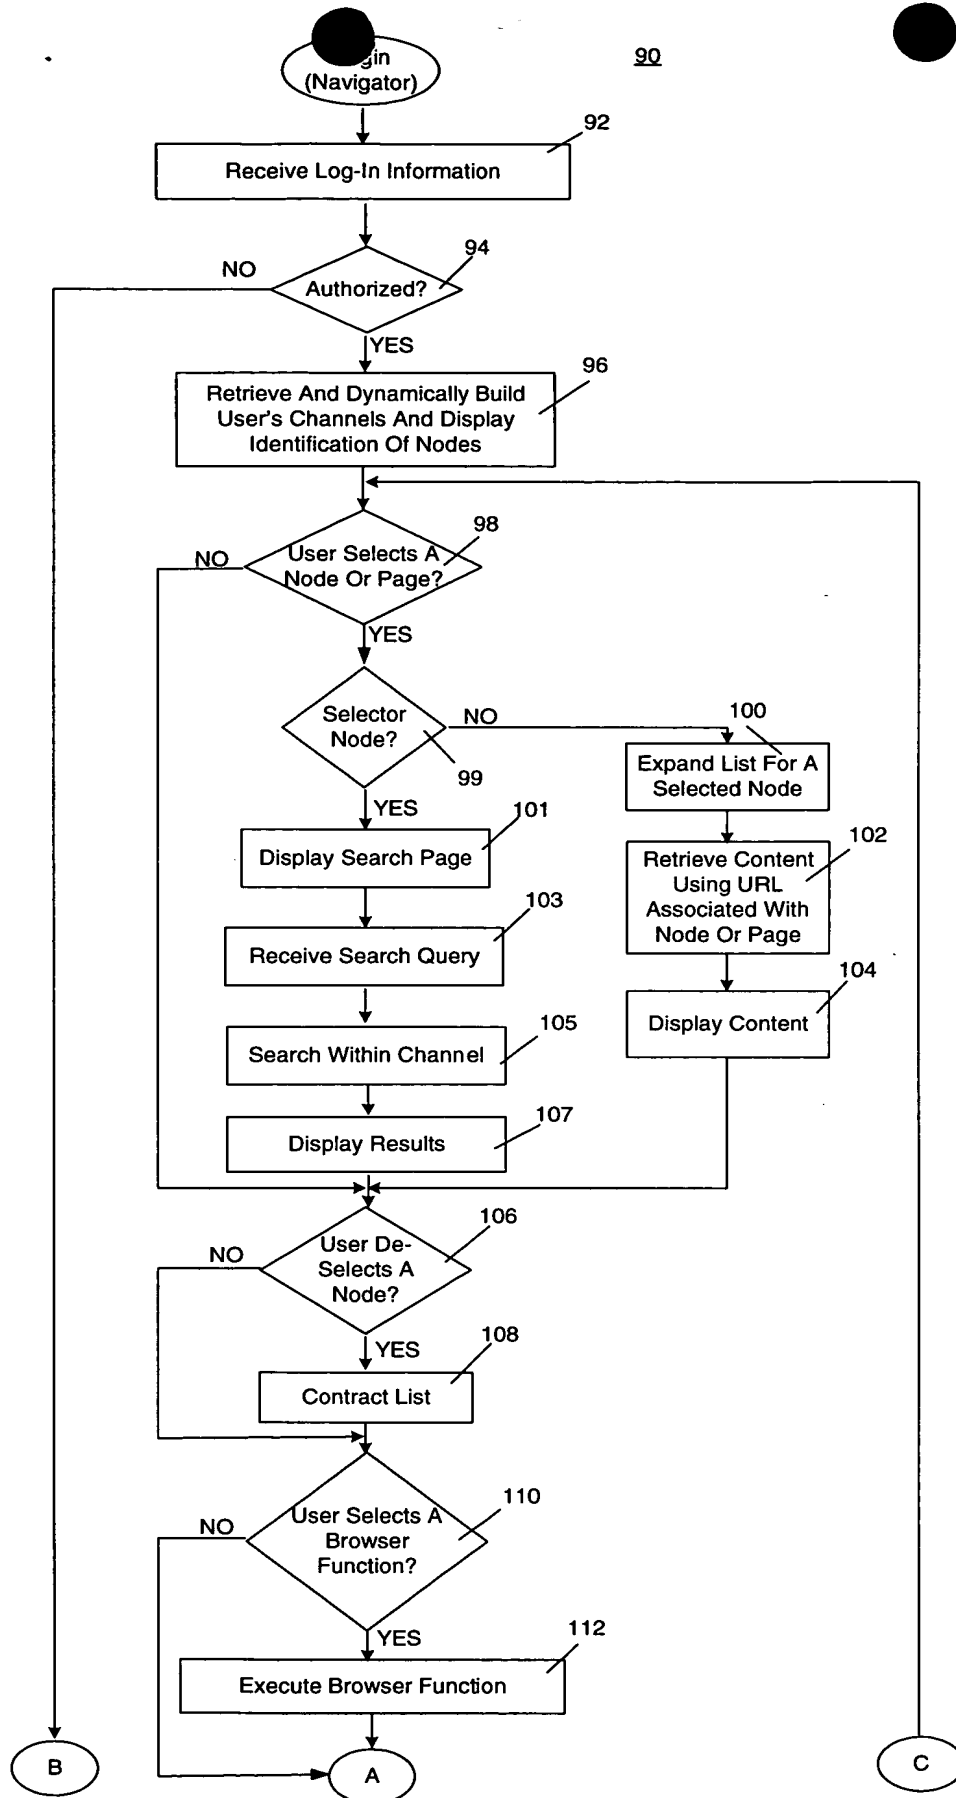 90
(Navigator)
92
Receive Log-In Information
94
NO
Authorized?
YES
96
Retrieve And Dynamically Build
User's Channels And Display
Identification Of Nodes
98
NO
User Selects A
Node Or Page?
YES
Selector
Node?
NO
99
100
Expand List For A
Selected Node
YES
101
Display Search Page
102
Retrieve Content
Using URL
Associated With
Node Or Page
103
Receive Search Query
104
Display Content
105
Search Within Channel
107
Display Results
106
NO
User De-
Selects A
Node?
YES
108
Contract List
110
NO
User Selects A
Browser
Function?
YES
112
Execute Browser Function
B
A
C